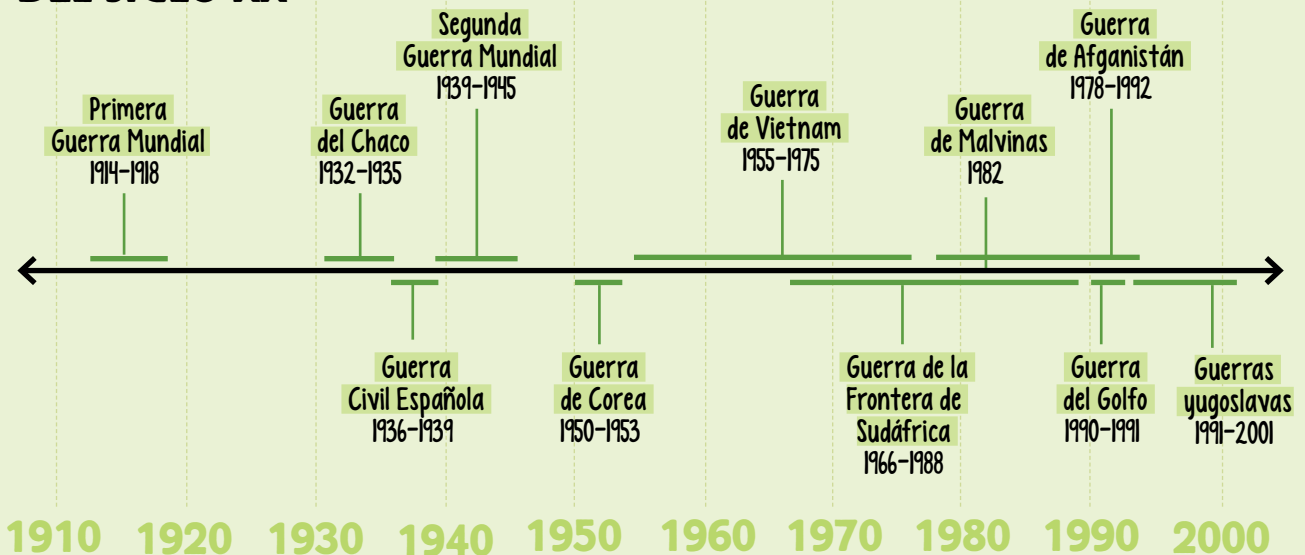 DEL SIGLO XX
Primera
Guerra Mundial
1914-1918
Guerra
del Chaco
1932-1935
Segunda
Guerra Mundial
1939-1945
Guerra
de Vietnam
1955-1975
Guerra
de Malvinas
1982
Guerra
de Afganistán
1978-1992
Guerra
Civil Española
1936-1939
Guerra
de Corea
1950-1953
Guerra de la
Frontera de
Sudáfrica
1966-1988
Guerra
del Golfo
1990-1991
Guerras
yugoslavas
1991-2001
1910 1920 1930 1940 1950 1960 1970 1980 1990 2000